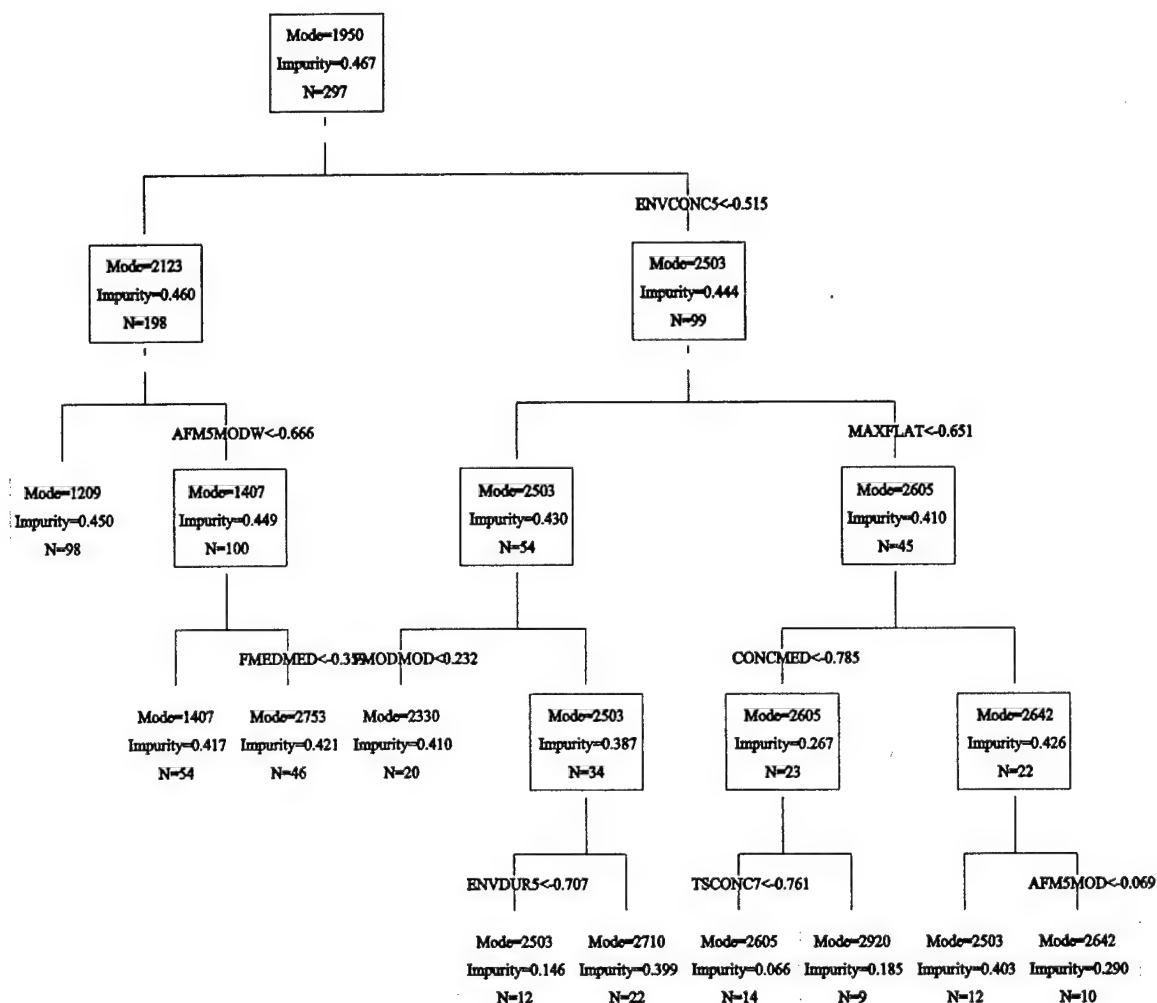 Mode=1950
Impurity=0.467
N=297
ENVCONC5<-0.515
Mode=2123
Impurity=0.460
N=198
Mode=2503
Impurity=0.444
N=99
AFM5MODW<-0.666
MAXFLAT<-0.651
Mode=1209
Impurity=0.450
N=98
Mode=1407
Impurity=0.449
N=100
Mode=2503
Impurity=0.430
N=54
Mode=2605
Impurity=0.410
N=45
FMEDMED<-0.359
FMODMOD<0.232
CONCMED<-0.785
Mode=1407
Impurity=0.417
N=54
Mode=2753
Impurity=0.421
N=46
Mode=2330
Impurity=0.410
N=20
Mode=2503
Impurity=0.387
N=34
Mode=2605
Impurity=0.267
N=23
Mode=2642
Impurity=0.426
N=22
ENVDUR5<-0.707
TSCONC7<-0.761
AFM5MOD<-0.069
Mode=2503
Impurity=0.146
N=12
Mode=2710
Impurity=0.399
N=22
Mode=2605
Impurity=0.066
N=14
Mode=2920
Impurity=0.185
N=9
Mode=2503
Impurity=0.403
N=12
Mode=2642
Impurity=0.290
N=10